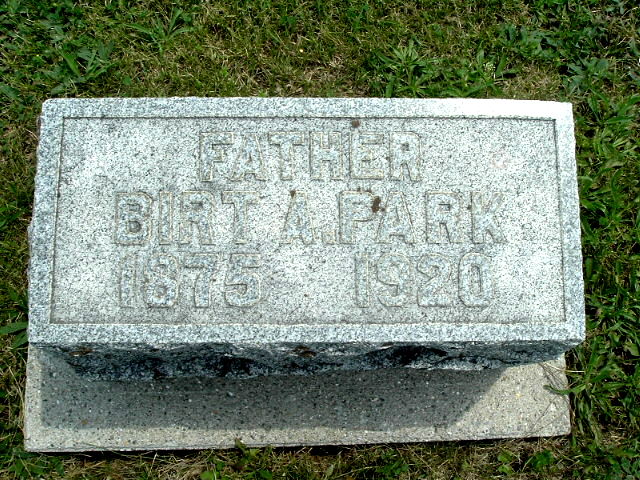 FATHER
BIRT A. PARK
1875 1920